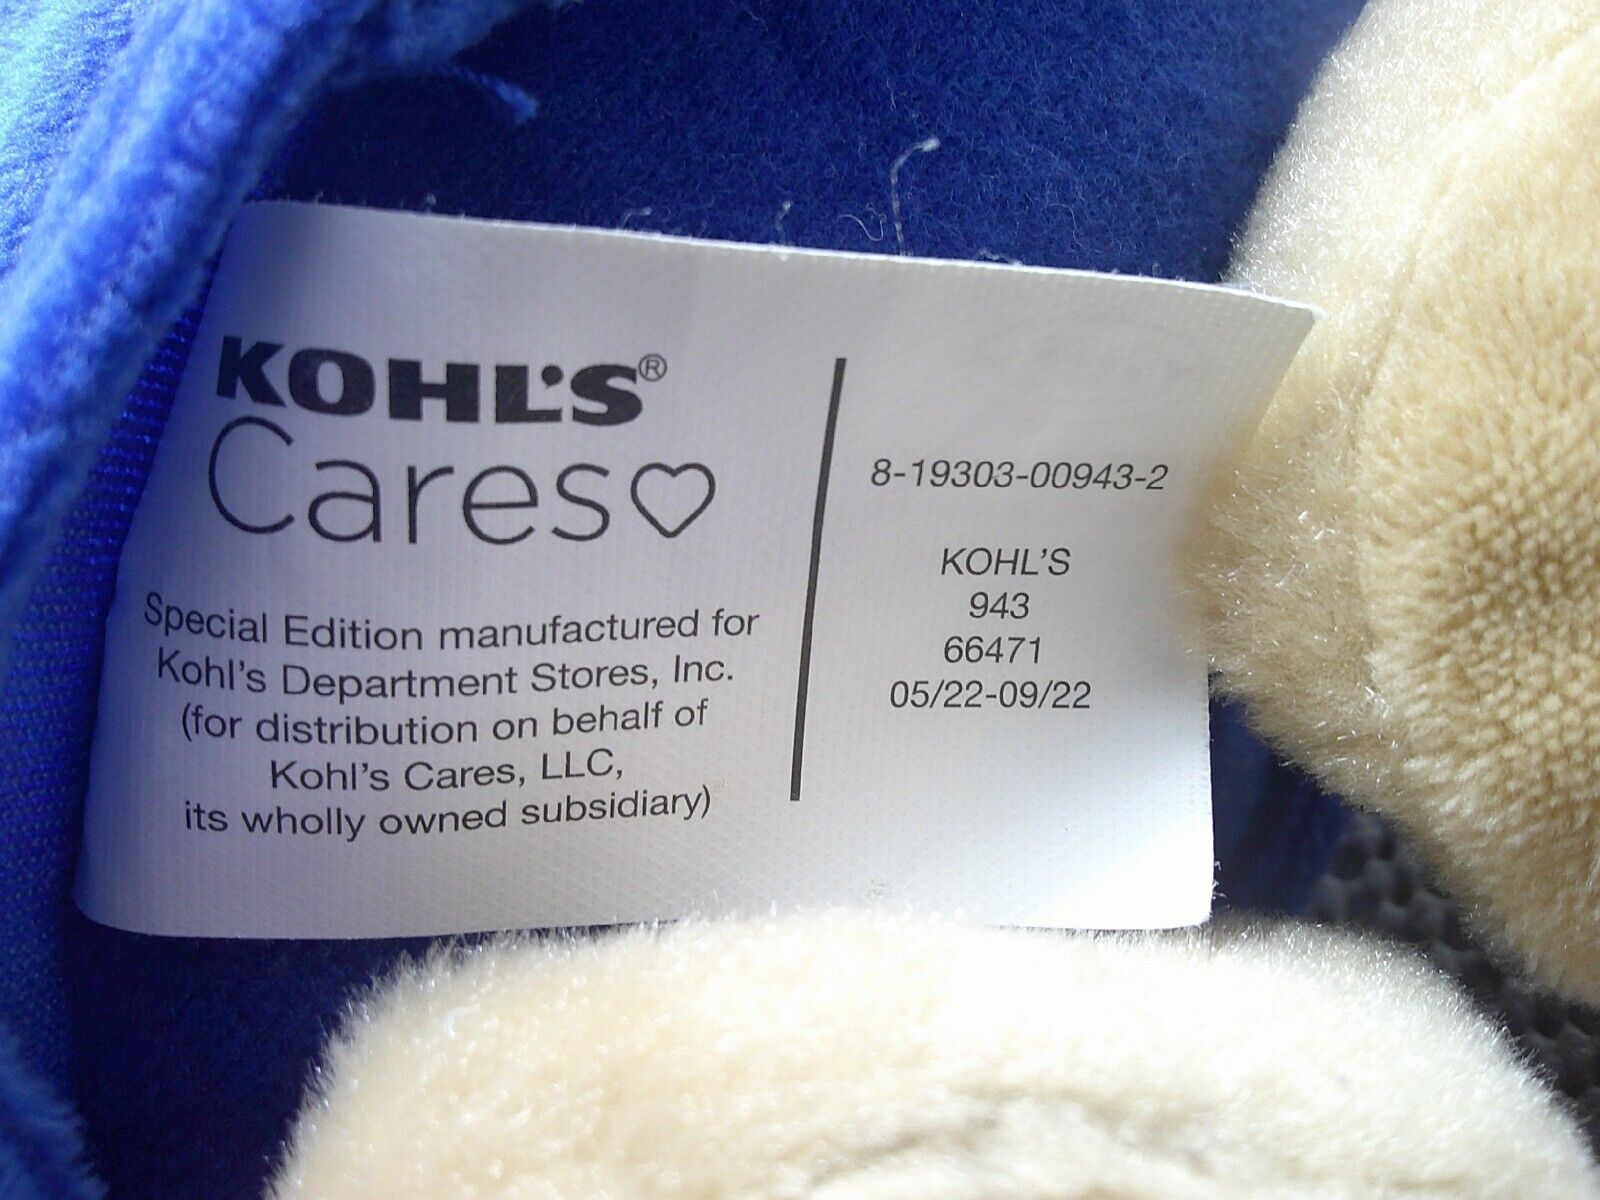 KOHL'S®
Cares♡
Special Edition manufactured for
Kohl's Department Stores, Inc.
(for distribution on behalf of
Kohl's Cares, LLC,
its wholly owned subsidiary)
8-19303-00943-2
KOHL'S
943
66471
05/22-09/22